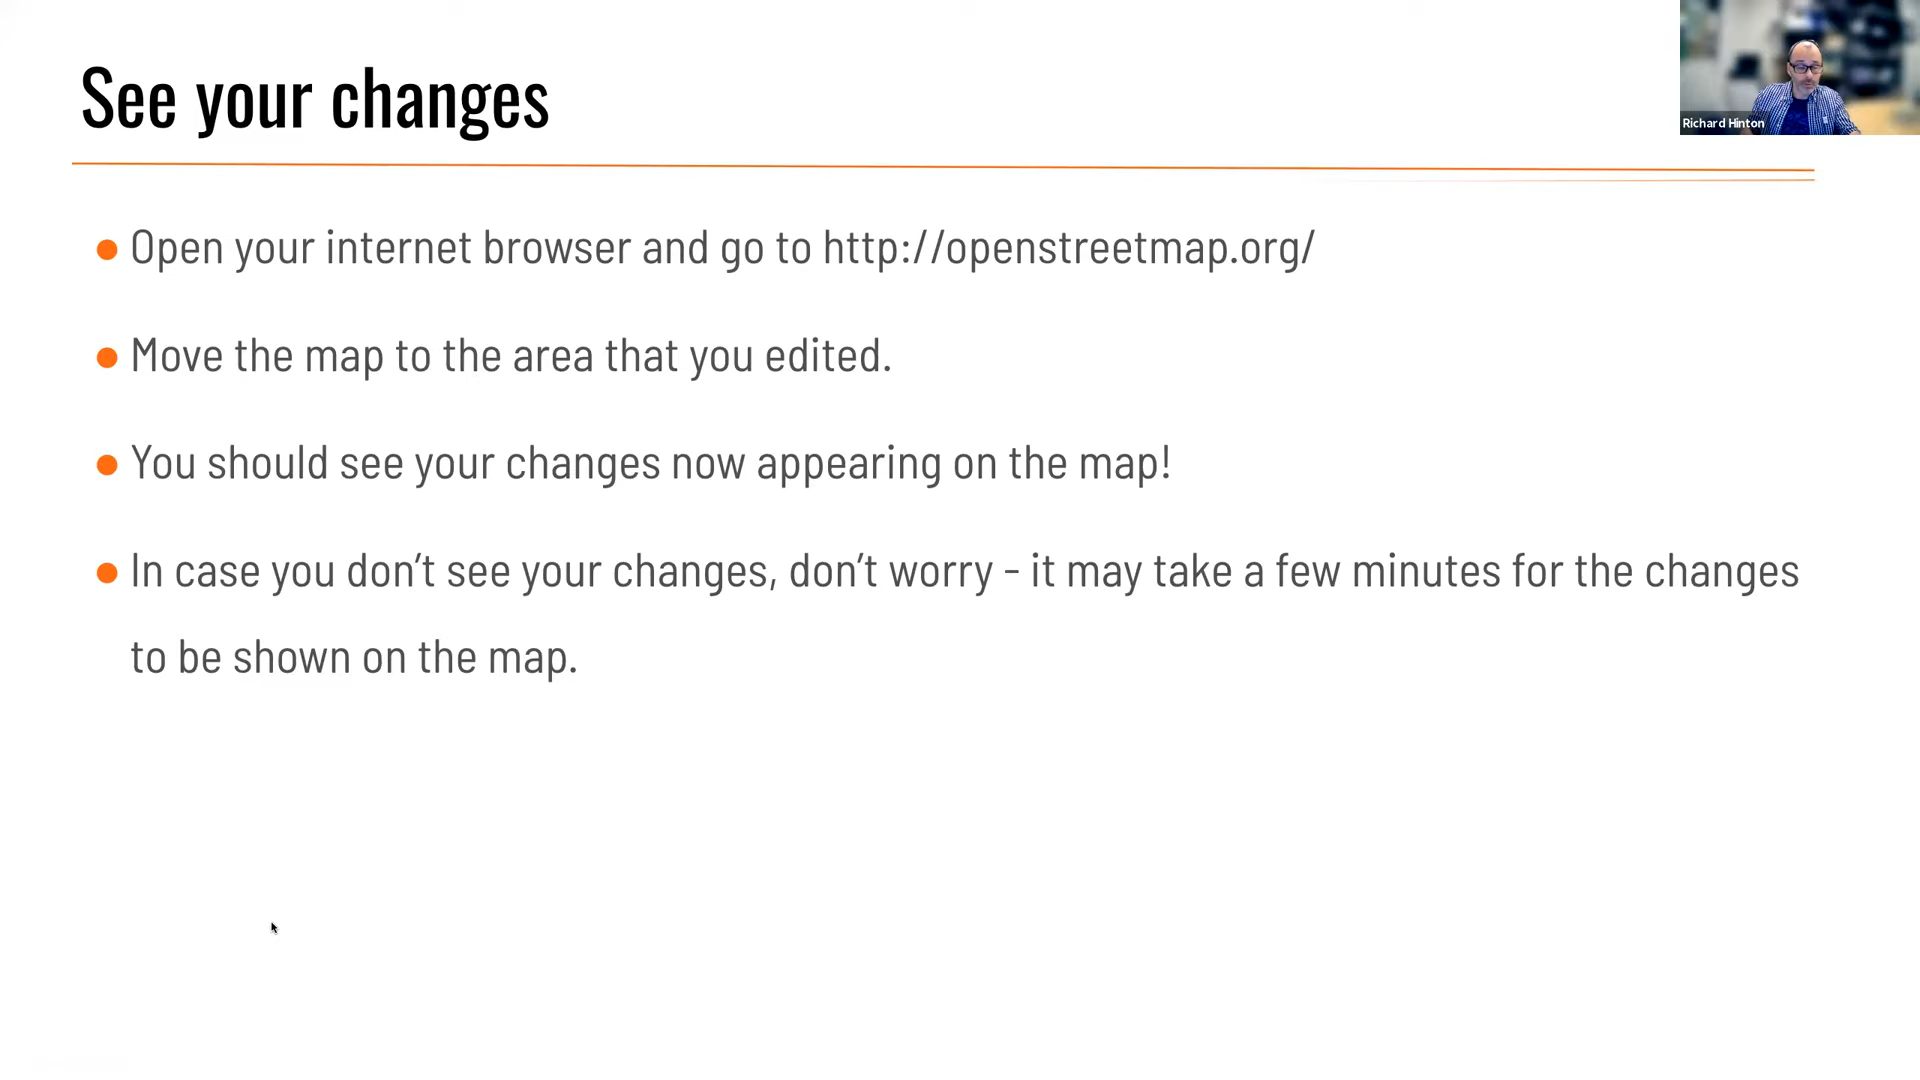 See your changes
Richard Hinton
● Open your internet browser and go to http://openstreetmap.org/
● Move the map to the area that you edited.
● You should see your changes now appearing on the map!
● In case you don’t see your changes, don’t worry - it may take a few minutes for the changes
to be shown on the map.